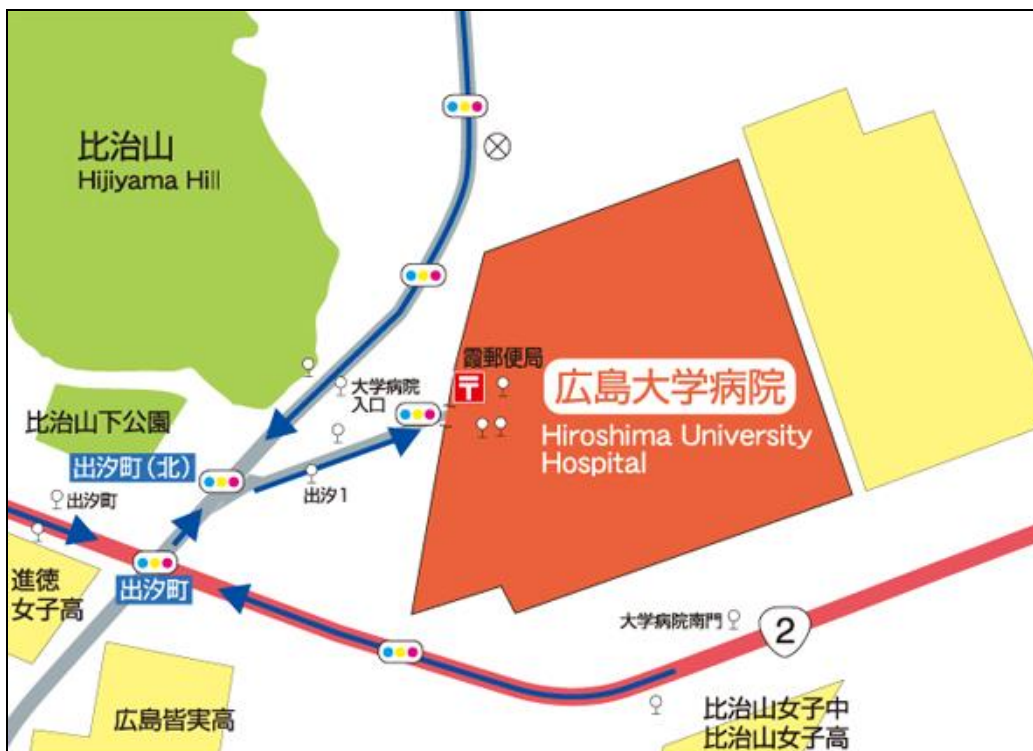 比治山
Hijiyama Hill
霞郵便局
〒
大学病院
入口
広島大学病院
Hiroshima University
Hospital
比治山下公園
出汐町(北)
出汐1
出汐町
出汐町
進徳
女子高
大学病院南門
2
広島皆実高
比治山女子中
比治山女子高